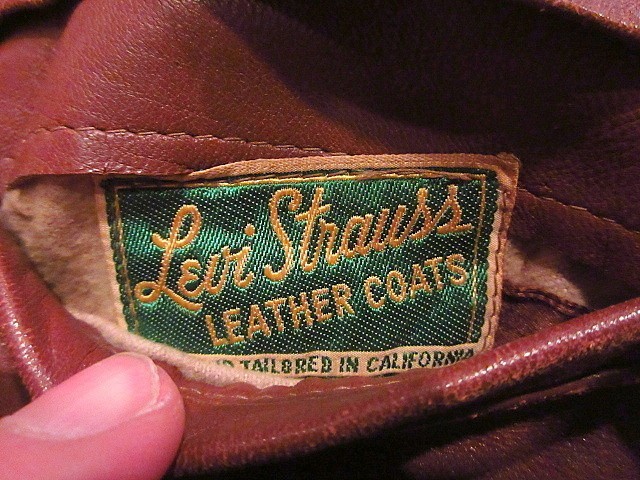 Levi Strauss
LEATHER COATS
TAILORED IN CALIFORNIA